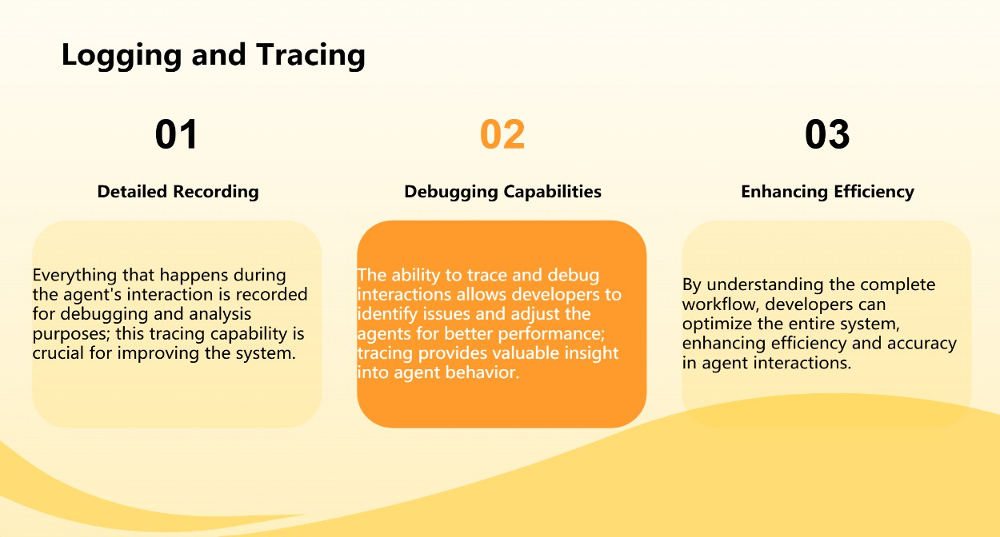 Logging and Tracing
01
Detailed Recording
Everything that happens during
the agent's interaction is recorded
for debugging and analysis
purposes; this tracing capability is
crucial for improving the system.
02
Debugging Capabilities
The ability to trace and debug
interactions allows developers to
identify issues and adjust the
agents for better performance;
tracing provides valuable insight
into agent behavior.
03
Enhancing Efficiency
By understanding the complete
workflow, developers can
optimize the entire system,
enhancing efficiency and accuracy
in agent interactions.